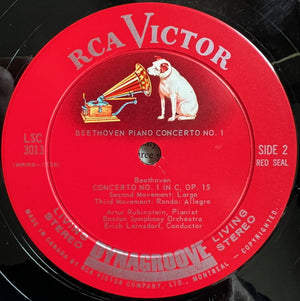 RCA VICTOR
BEETHOVEN PIANO CONCERTO NO. 1
LSC
3013
SIDE 2
RED SEAL
Beethoven
CONCERTO NO. 1 IN C, OP. 15
Second Movement: Largo
Third Movement: Rondo: Allegro
Artur Rubinstein, Pianist
Boston Symphony Orchestra
Erich Leinsdorf, Conductor
LIVING
STEREO
DYNAGROOVE
LIVING
STEREO
MADE IN CANADA BY RCA VICTOR COMPANY, LTD., MONTREAL — COPYRIGHTED.